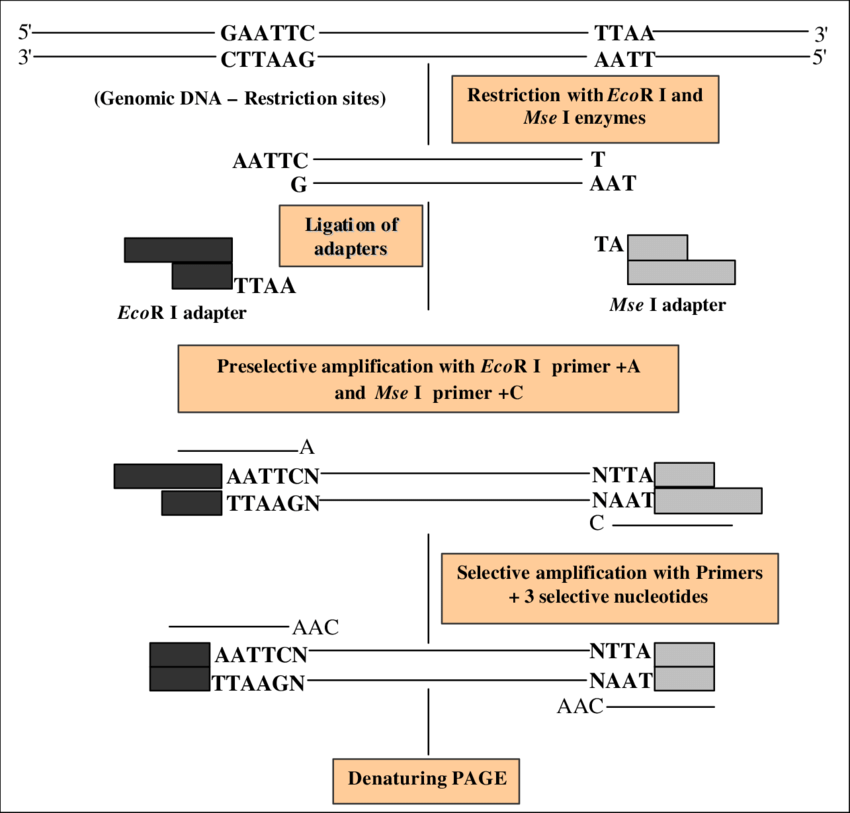 5' GAATTC TTAA 3'
3' CTTAAG AATT 5'
(Genomic DNA – Restriction sites)
Restriction with EcoR I and
Mse I enzymes
AATTC T
G AAT
Ligation of
adapters
TTAA
EcoR I adapter
TA
Mse I adapter
Preselective amplification with EcoR I primer +A
and Mse I primer +C
A
AATTCN NTTA
TTAAGN NAAT
C
Selective amplification with Primers
+ 3 selective nucleotides
AAC
AATTCN NTTA
TTAAGN NAAT
AAC
Denaturing PAGE